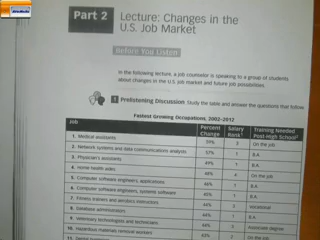 Part 2
Lecture: Changes in the
U.S. Job Market
Before You Listen
In the following lecture, a job counselor is speaking to a group of students
about changes in the U.S. job market and future job possibilities.
1 Prelistening Discussion Study the table and answer the questions that follow.
Fastest Growing Occupations, 2002–2012
Job Percent Change Salary Rank¹ Training Needed Post-High School²
1. Medical assistants 59% 3 On the job
2. Network systems and data communications analysts 57% 1 B.A.
3. Physician's assistants 49% 1 B.A.
4. Home health aides 48% 4 On the job
5. Computer software engineers, applications 46% 1 B.A.
6. Computer software engineers, systems software 45% 1 B.A.
7. Fitness trainers and aerobics instructors 44% 3 Vocational
8. Database administrators 44% 1 B.A.
9. Veterinary technologists and technicians 44% 3 Associate degree
10. Hazardous materials removal workers 43% 2 On the job